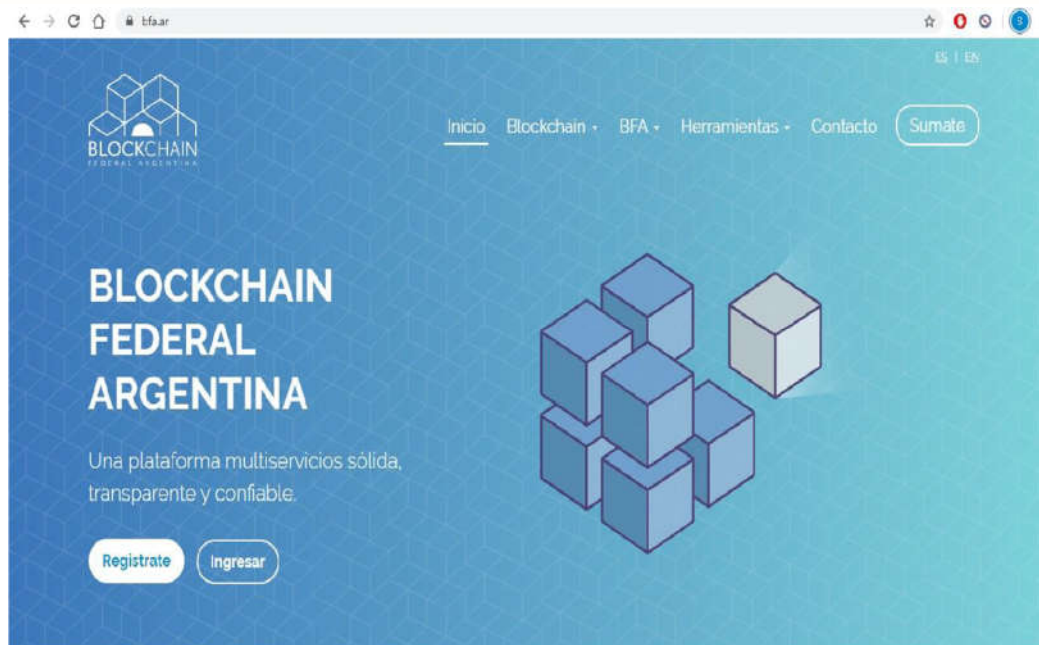 bfa.ar
ES | EN
BLOCKCHAIN
FEDERAL ARGENTINA
Inicio Blockchain BFA Herramientas Contacto Sumate
BLOCKCHAIN
FEDERAL
ARGENTINA
Una plataforma multiservicios sólida,
transparente y confiable.
Registrate Ingresar